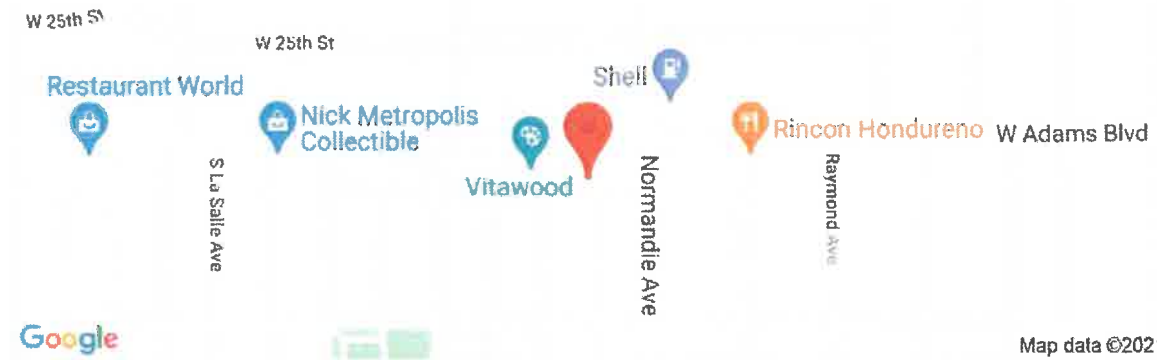 W 25th St
W 25th St
Shell
Restaurant World
Nick Metropolis
Collectible
Rincon Hondureno
W Adams Blvd
Vitawood
S La Salle Ave
Normandie Ave
Raymond Ave
Google
Map data ©202